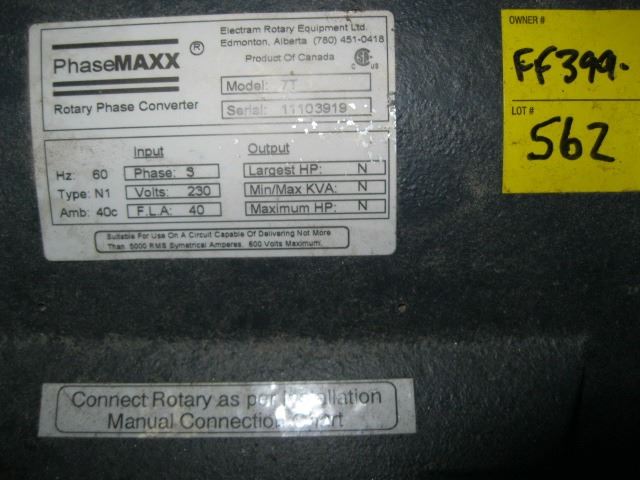 PhaseMAXX ®
Rotary Phase Converter
Electram Rotary Equipment Ltd.
Edmonton, Alberta (780) 451-0418
Product Of Canada
C US
Model: 7T
Serial: 11103919
Input Output
Hz: 60 Phase: S Largest HP: N
Type: N1 Volts: 230 Min/Max KVA: N
Amb: 40c F.L.A: 40 Maximum HP: N
Suitable For Use On A Circuit Capable Of Delivering Not More
Than 5000 RMS Symetrical Amperes. 600 Volts Maximum.
OWNER #
FF399.
LOT #
562
Connect Rotary as per Installation
Manual Connection Chart